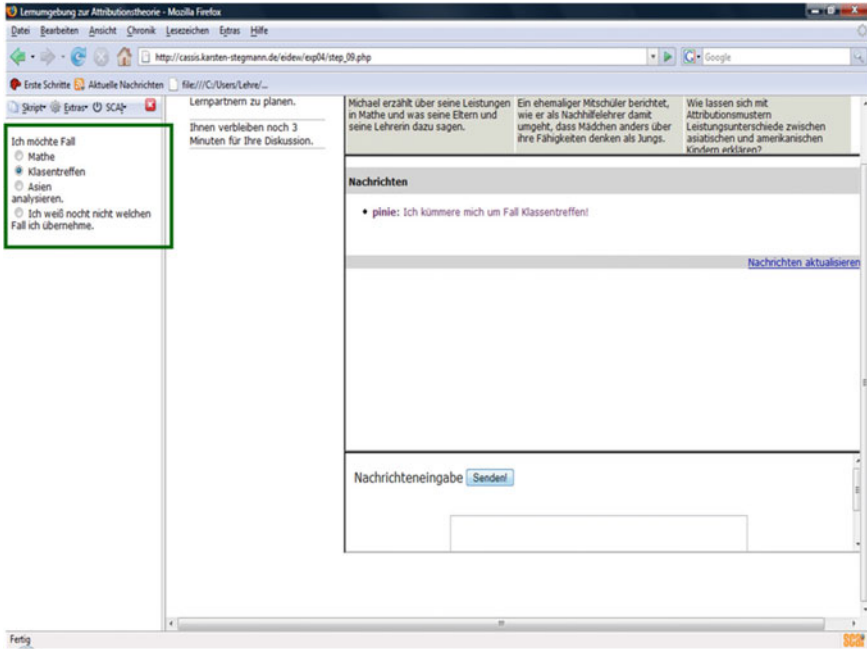 Lernumgebung zur Attributionstheorie - Mozilla Firefox
Datei Bearbeiten Ansicht Chronik Lesezeichen Extras Hilfe
http://cassis.karsten-stegmann.de/eidew/exp04/step_09.php
Google
Erste Schritte Aktuelle Nachrichten file:///C:/Users/Lehre/...
Skript Extras SCAJ
Ich möchte Fall
Mathe
Klasentreffen
Asien
analysieren.
Ich weiß nocht nicht welchen
Fall ich übernehme.
Lernpartnern zu planen.
Ihnen verbleiben noch 3
Minuten für Ihre Diskussion.
Michael erzählt über seine Leistungen
in Mathe und was seine Eltern und
seine Lehrerin dazu sagen.
Ein ehemaliger Mitschüler berichtet,
wie er als Nachhilfelehrer damit
umgeht, dass Mädchen anders über
ihre Fähigkeiten denken als Jungs.
Wie lassen sich mit
Attributionsmustern
Leistungsunterschiede zwischen
asiatischen und amerikanischen
Kindern erklären?
Nachrichten
pinie: Ich kümmere mich um Fall Klassentreffen!
Nachrichten aktualisieren
Nachrichteneingabe Senden!
Fertig